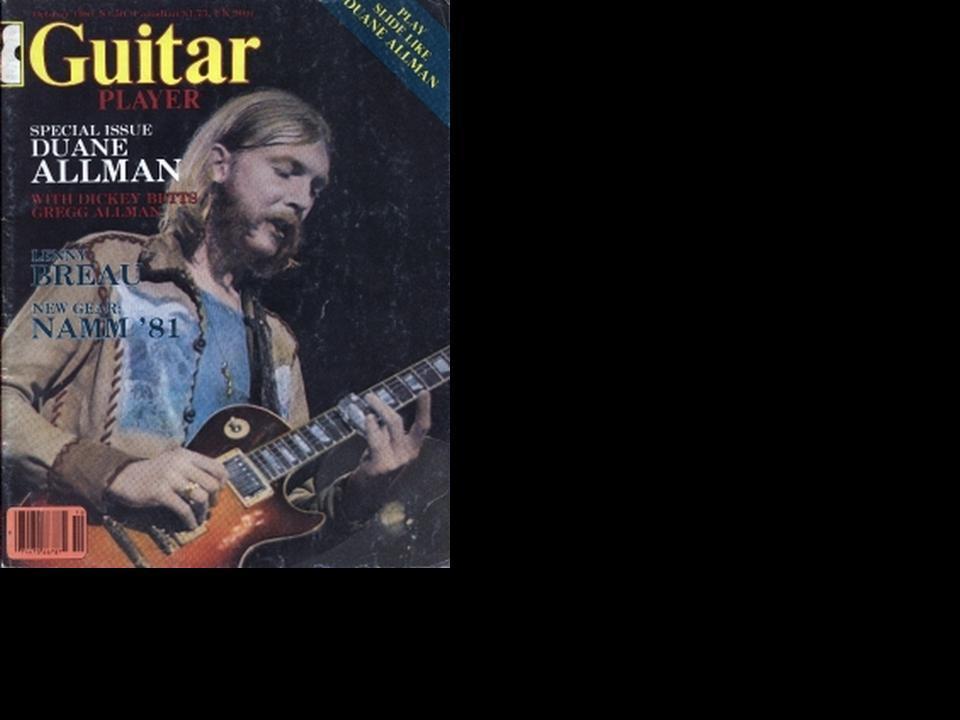 Guitar
PLAYER
PLAY
SLIDE LIKE
DUANE ALLMAN
SPECIAL ISSUE
DUANE
ALLMAN
WITH DICKEY BETTS
GREGG ALLMAN
LENNY
BREAU
NEW GEAR:
NAMM '81